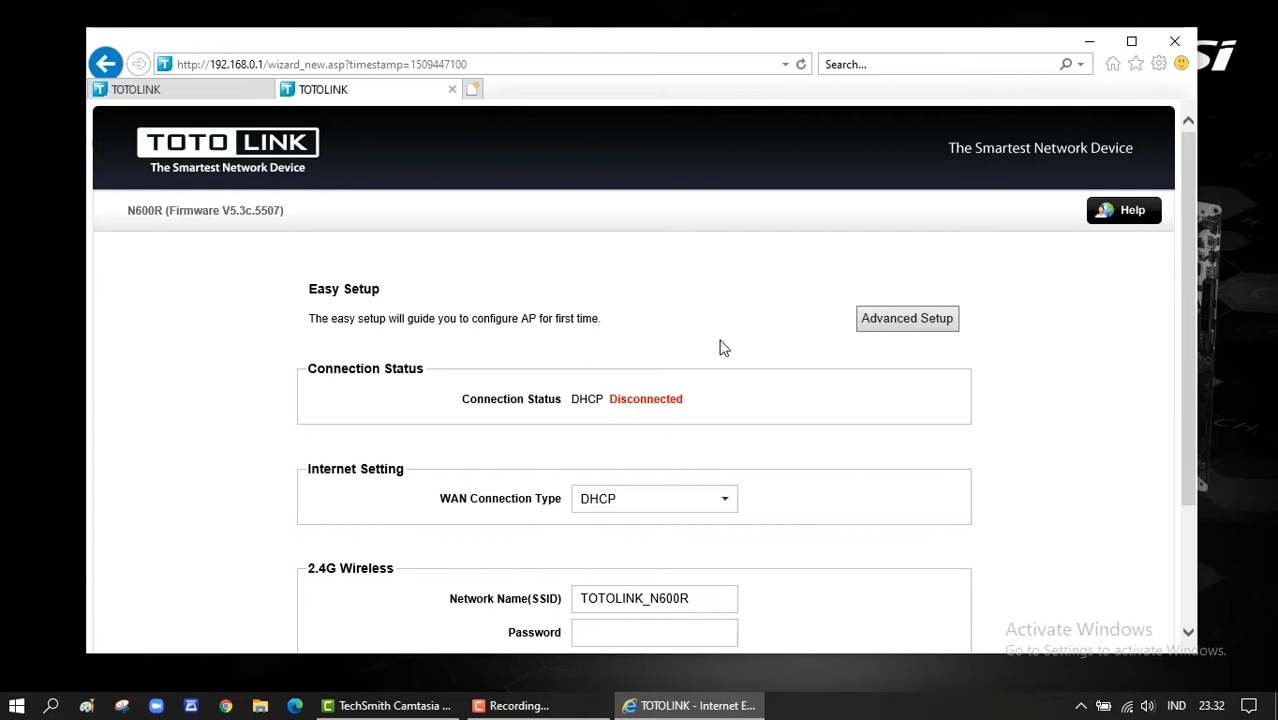 http://192.168.0.1/wizard_new.asp?timestamp=1509447100
Search...
TOTOLINK
TOTOLINK
TOTO LINK
The Smartest Network Device
The Smartest Network Device
N600R (Firmware V5.3c.5507)
Help
Easy Setup
The easy setup will guide you to configure AP for first time.
Advanced Setup
Connection Status
Connection Status DHCP Disconnected
Internet Setting
WAN Connection Type DHCP
2.4G Wireless
Network Name(SSID) TOTOLINK_N600R
Password
Activate Windows
Go to Settings to activate Windows.
TechSmith Camtasia ...
Recording...
TOTOLINK - Internet E...
IND
23.32